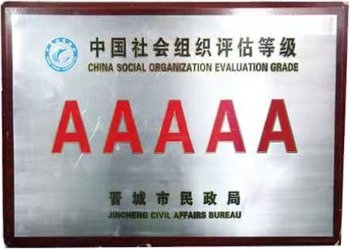 中国社会组织评估等级
CHINA SOCIAL ORGANIZATION EVALUATION GRADE
AAAAA
晋城市民政局
JINCHENG CIVIL AFFAIRS BUREAU